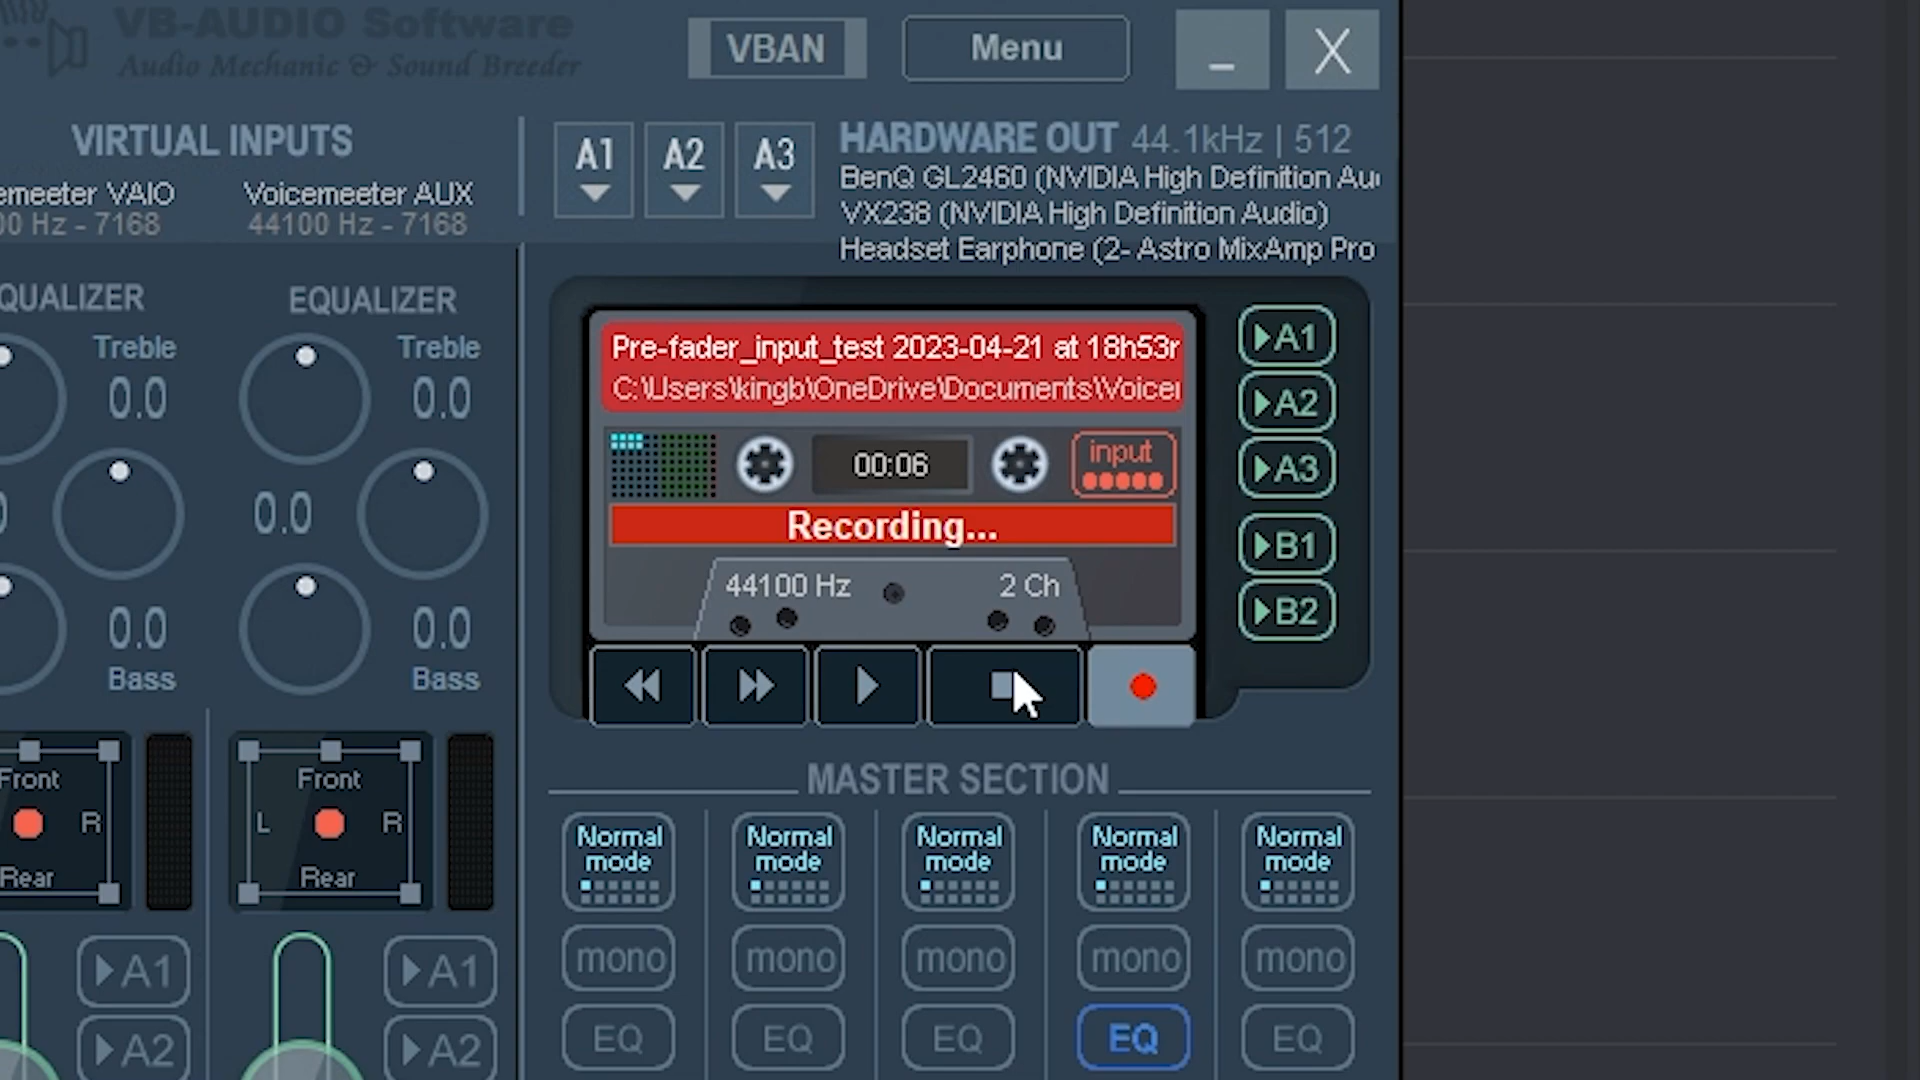 VB-AUDIO Software
Audio Mechanic & Sound Breeder
VBAN
Menu
X
VIRTUAL INPUTS
emeeter VAIO
00 Hz - 7168
Voicemeeter AUX
44100 Hz - 7168
A1
A2
A3
HARDWARE OUT 44.1kHz | 512
BenQ GL2460 (NVIDIA High Definition Au
VX238 (NVIDIA High Definition Audio)
Headset Earphone (2- Astro MixAmp Pro
QUALIZER
Treble
0.0
0.0
Bass
EQUALIZER
Treble
0.0
0.0
0.0
Bass
Pre-fader_input_test 2023-04-21 at 18h53
C:\Users\kingb\OneDrive\Documents\Voice
00:06
input
Recording...
44100 Hz
2 Ch
A1
A2
A3
B1
B2
Front
R
Rear
Front
L
R
Rear
A1
A2
A1
A2
MASTER SECTION
Normal mode
Normal mode
Normal mode
Normal mode
Normal mode
mono
mono
mono
mono
mono
EQ
EQ
EQ
EQ
EQ